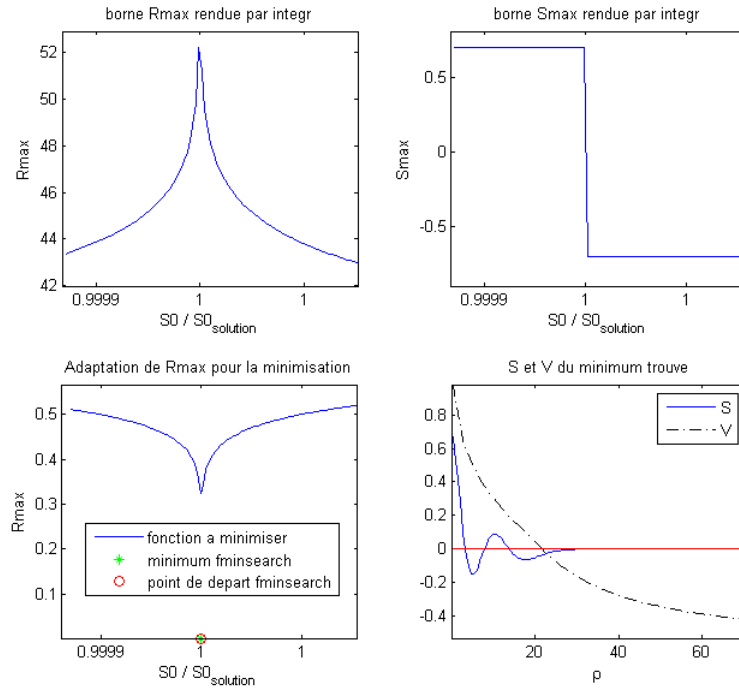 borne Rmax rendue par integr
52
50
48
46
44
42
Rmax
0.9999
1
1
S0 / S0solution
borne Smax rendue par integr
0.5
0
-0.5
Smax
0.9999
1
1
S0 / S0solution
Adaptation de Rmax pour la minimisation
0.5
0.4
0.3
0.2
0.1
Rmax
fonction a minimiser
minimum fminsearch
point de depart fminsearch
0.9999
1
1
S0 / S0solution
S et V du minimum trouve
0.8
0.6
0.4
0.2
0
-0.2
-0.4
S
V
0
20
40
60
ρ